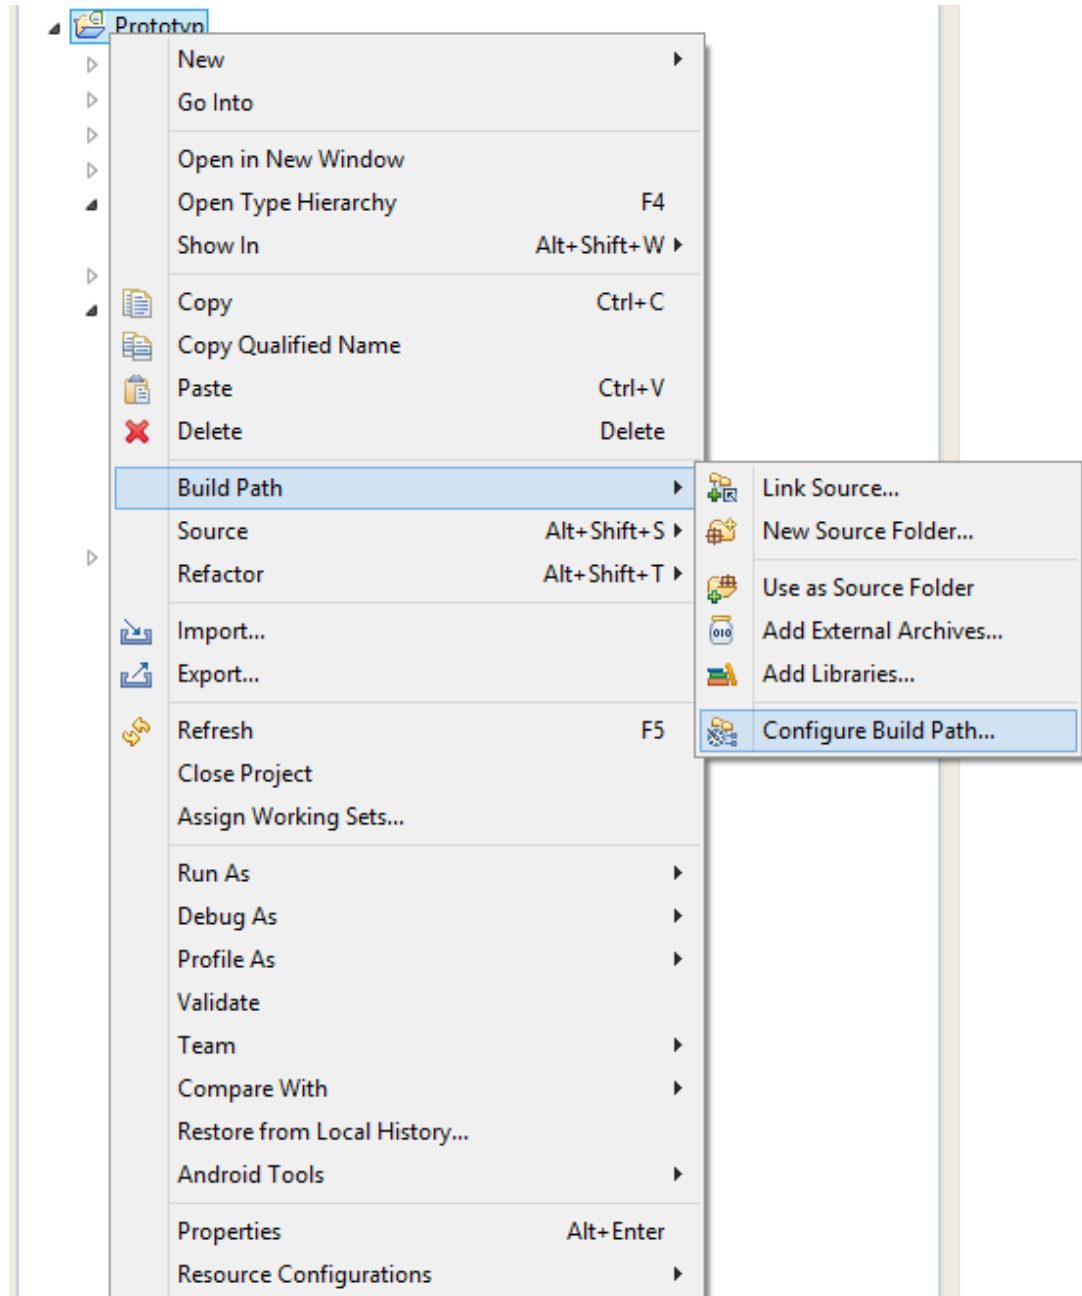 Prototyp
New
Go Into
Open in New Window
Open Type Hierarchy F4
Show In Alt+Shift+W
Copy Ctrl+C
Copy Qualified Name
Paste Ctrl+V
Delete Delete
Build Path
Source Alt+Shift+S
Refactor Alt+Shift+T
Import...
Export...
Refresh F5
Close Project
Assign Working Sets...
Run As
Debug As
Profile As
Validate
Team
Compare With
Restore from Local History...
Android Tools
Properties Alt+Enter
Resource Configurations
Link Source...
New Source Folder...
Use as Source Folder
010
Add External Archives...
Add Libraries...
Configure Build Path...